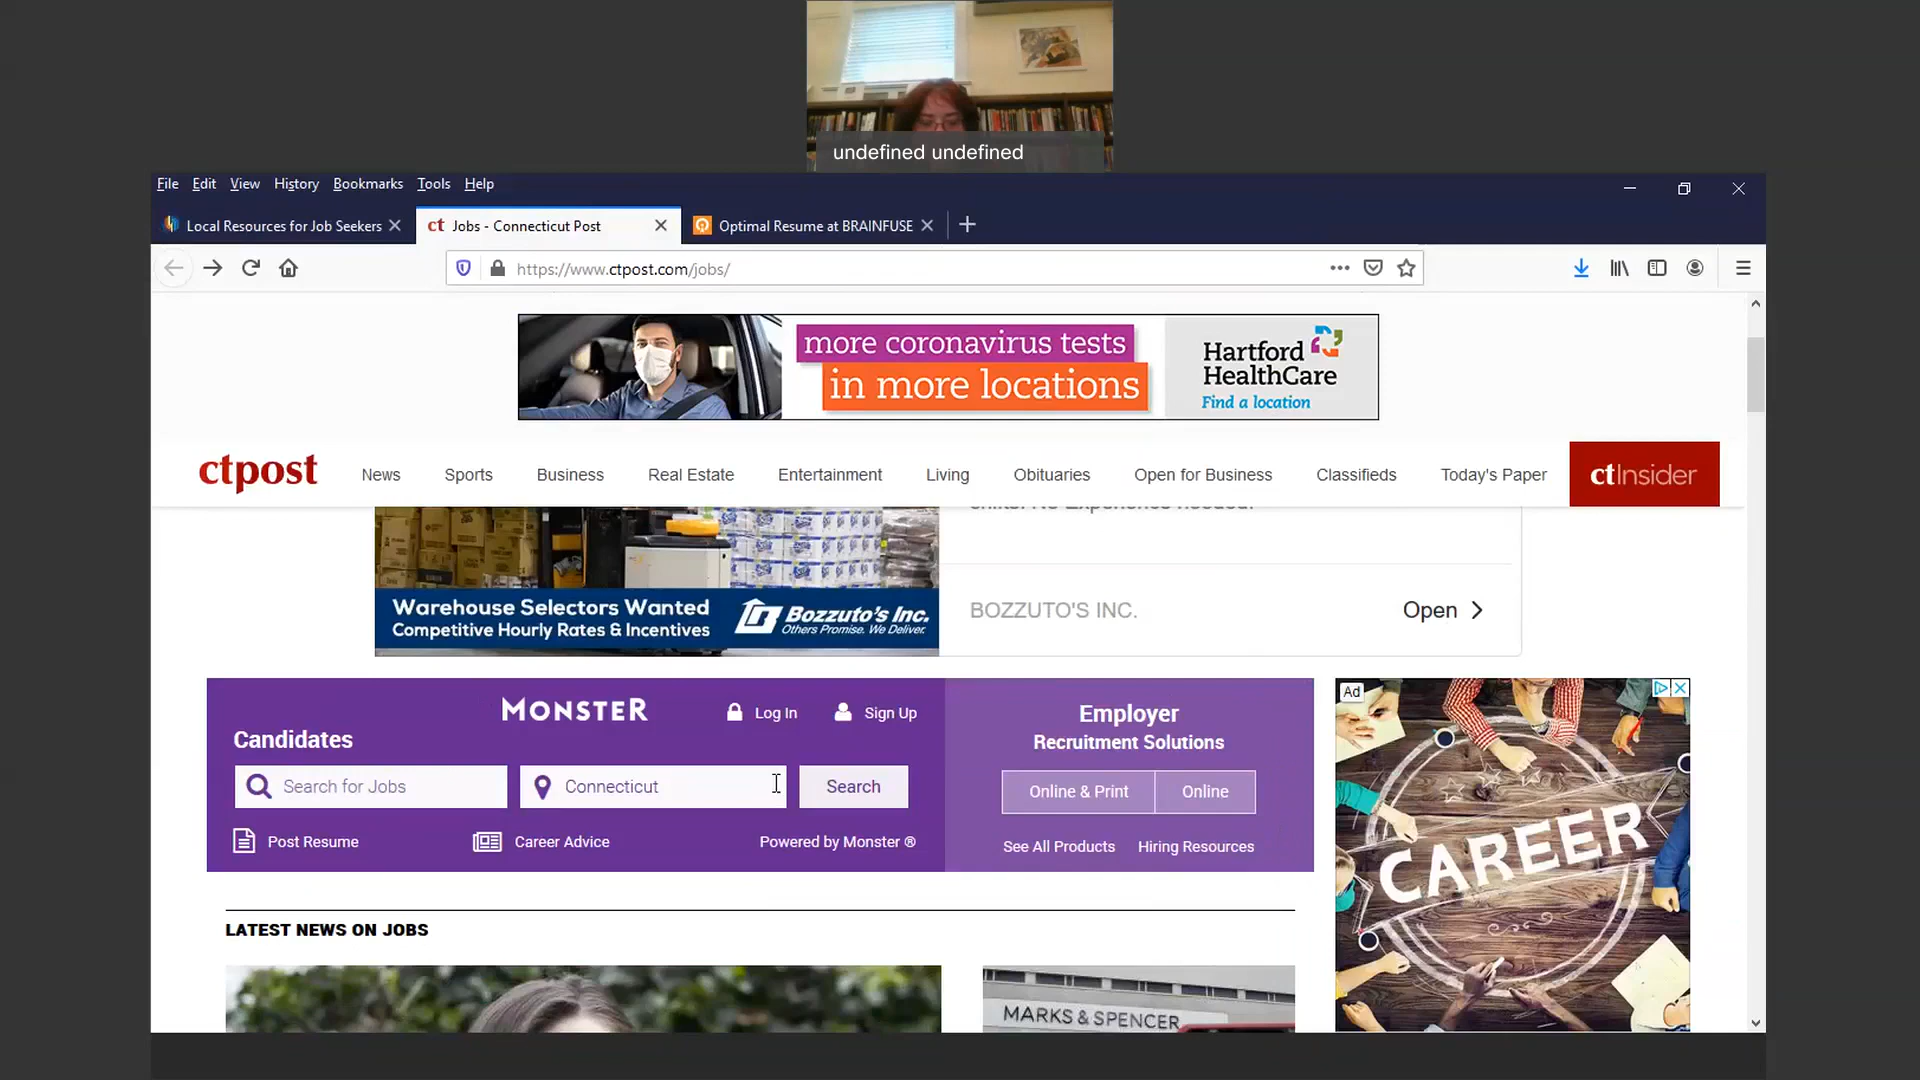 undefined undefined
File Edit View History Bookmarks Tools Help
Local Resources for Job Seekers
ct Jobs - Connecticut Post
Optimal Resume at BRAINFUSE
https://www.ctpost.com/jobs/
more coronavirus tests
in more locations
Hartford
HealthCare
Find a location
ctpost
News Sports Business Real Estate Entertainment Living Obituaries Open for Business Classifieds Today's Paper
ctInsider
Warehouse Selectors Wanted
Competitive Hourly Rates & Incentives
Bozzuto's Inc.
Others Promise. We Deliver.
BOZZUTO'S INC.
Open
MONSTER
Log In
Sign Up
Candidates
Search for Jobs
Connecticut
Search
Post Resume
Career Advice
Powered by Monster ®
Employer
Recruitment Solutions
Online & Print
Online
See All Products
Hiring Resources
Ad
CAREER
LATEST NEWS ON JOBS
MARKS & SPENCER